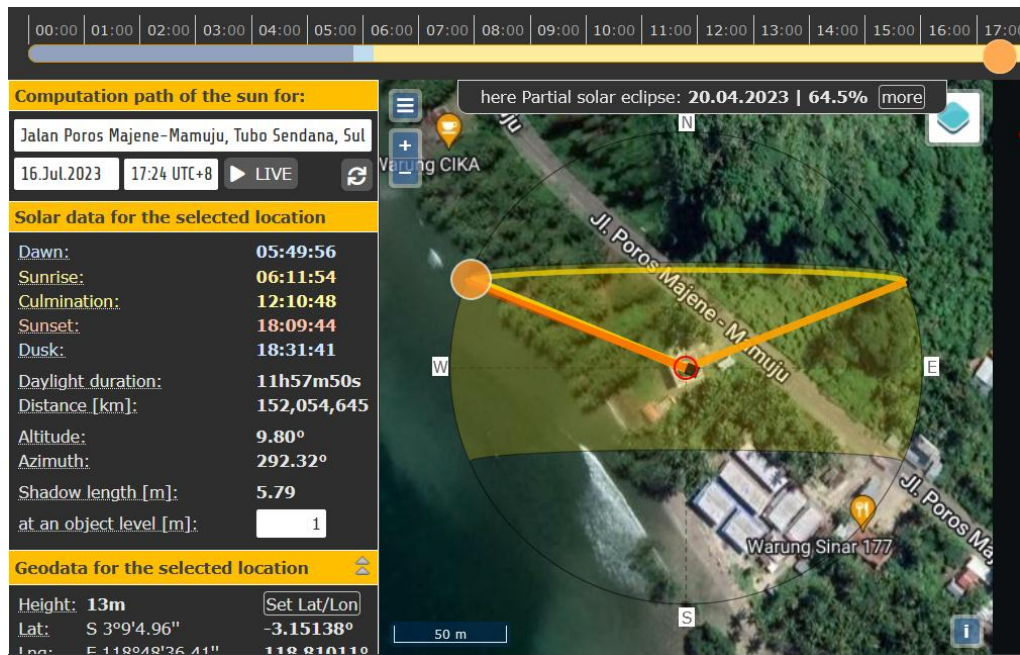 00:00 01:00 02:00 03:00 04:00 05:00 06:00 07:00 08:00 09:00 10:00 11:00 12:00 13:00 14:00 15:00 16:00 17:00
Computation path of the sun for:
Jalan Poros Majene-Mamuju, Tubo Sendana, Sul
16.Jul.2023 17:24 UTC+8 LIVE
Solar data for the selected location
Dawn: 05:49:56
Sunrise: 06:11:54
Culmination: 12:10:48
Sunset: 18:09:44
Dusk: 18:31:41
Daylight duration: 11h57m50s
Distance [km]: 152,054,645
Altitude: 9.80°
Azimuth: 292.32°
Shadow length [m]: 5.79
at an object level [m]: 1
Geodata for the selected location
Height: 13m Set Lat/Lon
Lat: S 3°9'4.96" -3.15138°
Lng: E 118°48'36.41" 118.81011°
here Partial solar eclipse: 20.04.2023 | 64.5% more
+
−
N
Warung CIKA
Jl. Poros Majene - Mamuju
W
E
Jl. Poros Maj
Warung Sinar 177
S
50 m
i